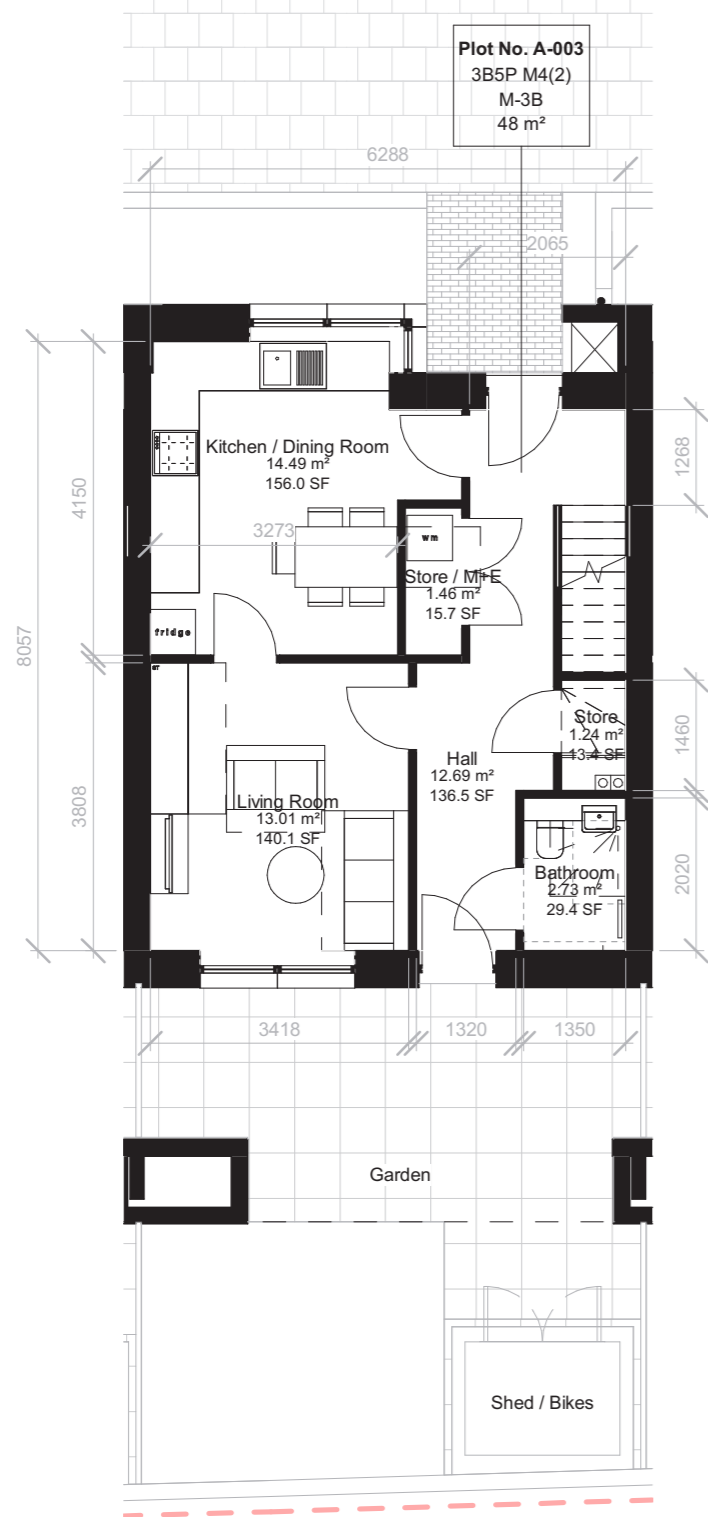 Plot No. A-003
3B5P M4(2)
M-3B
48 m²
6288
2065
Kitchen / Dining Room
14.49 m²
156.0 SF
1268
4150
3273
wm
Store / M+E
1.46 m²
15.7 SF
fridge
8057
Store
1.24 m²
13.4 SF
1460
Hall
12.69 m²
136.5 SF
Living Room
13.01 m²
140.1 SF
3808
Bathroom
2.73 m²
29.4 SF
2020
3418
1320
1350
Garden
Shed / Bikes